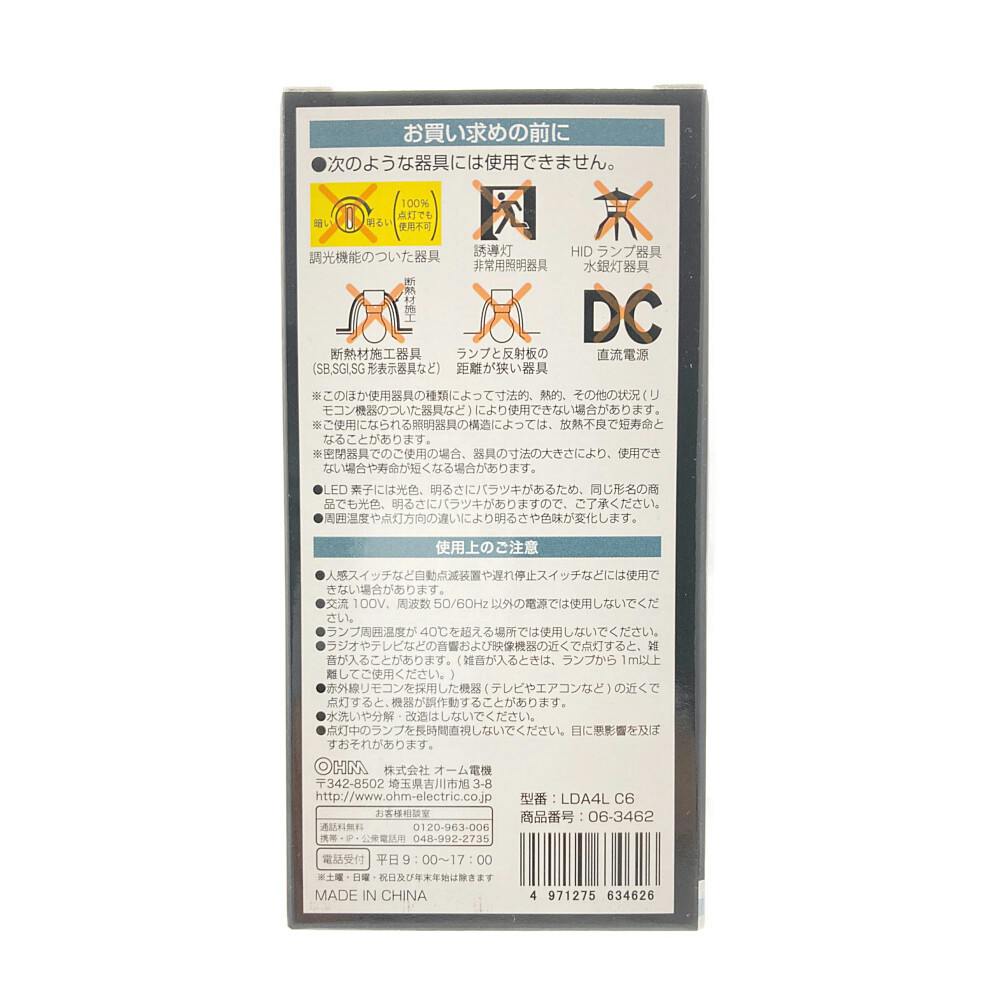 お買い求めの前に
●次のような器具には使用できません。
暗い 明るい (100%点灯でも使用不可)
調光機能のついた器具
誘導灯
非常用照明器具
HIDランプ器具
水銀灯器具
断熱材施工
断熱材施工器具
(SB,SGI,SG形表示器具など)
ランプと反射板の
距離が狭い器具
DC
直流電源
※このほか使用器具の種類によって寸法的、熱的、その他の状況(リ
モコン機器のついた器具など)により使用できない場合があります。
※ご使用になられる照明器具の構造によっては、放熱不良で短寿命と
なることがあります。
※密閉器具でのご使用の場合、器具の寸法の大きさにより、使用でき
ない場合や寿命が短くなる場合があります。
●LED素子には光色、明るさにバラツキがあるため、同じ形名の商
品でも光色、明るさにバラツキがありますので、ご了承ください。
●周囲温度や点灯方向の違いにより明るさや色味が変化します。
使用上のご注意
●人感スイッチなど自動点滅装置や遅れ停止スイッチなどには使用で
きない場合があります。
●交流100V、周波数50/60Hz以外の電源では使用しないでくだ
さい。
●ランプ周囲温度が40℃を超える場所では使用しないでください。
●ラジオやテレビなどの音響および映像機器の近くで点灯すると、雑
音が入ることがあります。(雑音が入るときは、ランプから1m以上
離してご使用ください。)
●赤外線リモコンを採用した機器(テレビやエアコンなど)の近くで
点灯すると、機器が誤作動することがあります。
●水洗いや分解・改造はしないでください。
●点灯中のランプを長時間直視しないでください。目に悪影響を及ぼ
すおそれがあります。
OHM 株式会社 オーム電機
〒342-8502 埼玉県吉川市旭3-8
http://www.ohm-electric.co.jp
お客様相談室
通話料無料 0120-963-006
携帯・IP・公衆電話用 048-992-2735
電話受付 平日9:00~17:00
※土曜・日曜・祝日及び年末年始は除きます
MADE IN CHINA
型番:LDA4L C6
商品番号:06-3462
4 971275 634626